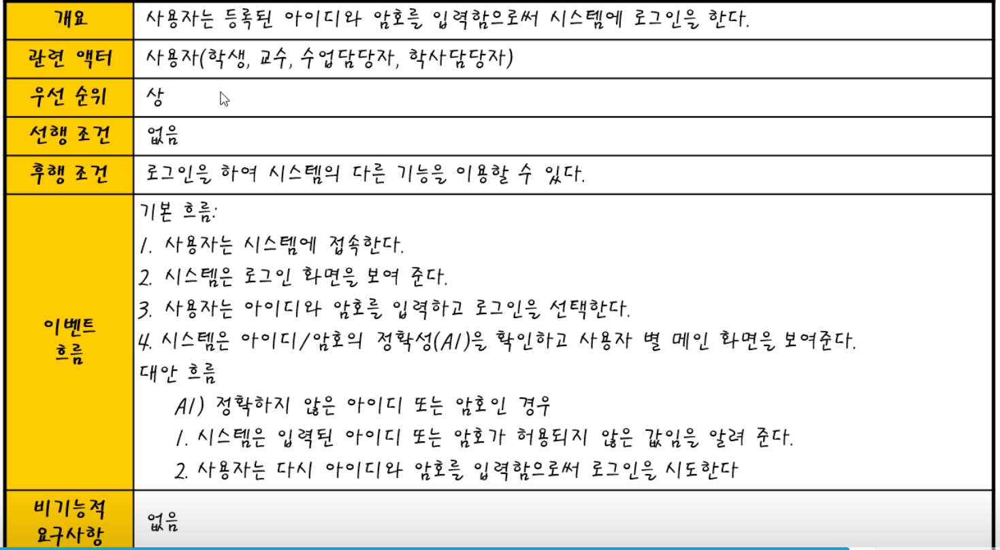 개요 사용자는 등록된 아이디와 암호를 입력함으로써 시스템에 로그인을 한다.
관련 액터 사용자(학생, 교수, 수업담당자, 학사담당자)
우선 순위 상
선행 조건 없음
후행 조건 로그인을 하여 시스템의 다른 기능을 이용할 수 있다.
이벤트
흐름
기본 흐름:
1. 사용자는 시스템에 접속한다.
2. 시스템은 로그인 화면을 보여 준다.
3. 사용자는 아이디와 암호를 입력하고 로그인을 선택한다.
4. 시스템은 아이디/암호의 정확성(A1)을 확인하고 사용자 별 메인 화면을 보여준다.
대안 흐름
A1) 정확하지 않은 아이디 또는 암호인 경우
1. 시스템은 입력된 아이디 또는 암호가 허용되지 않은 값임을 알려 준다.
2. 사용자는 다시 아이디와 암호를 입력함으로써 로그인을 시도한다
비기능적
요구사항
없음